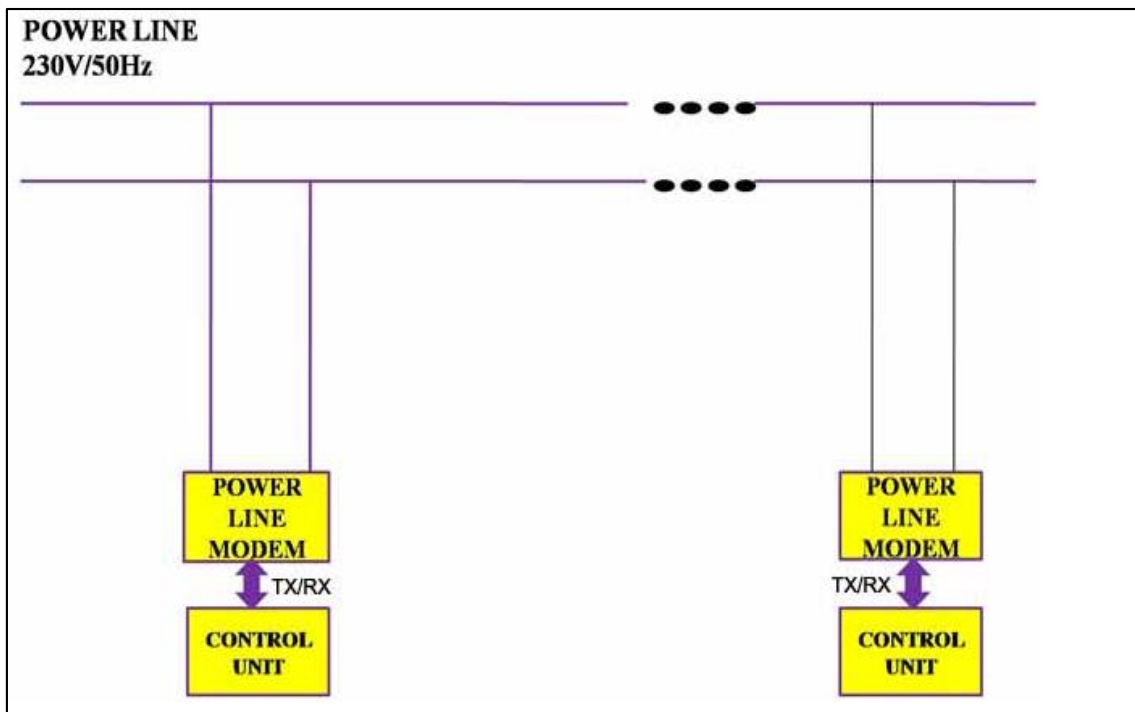 POWER LINE
230V/50Hz
POWER
LINE
MODEM
TX/RX
CONTROL
UNIT
POWER
LINE
MODEM
TX/RX
CONTROL
UNIT